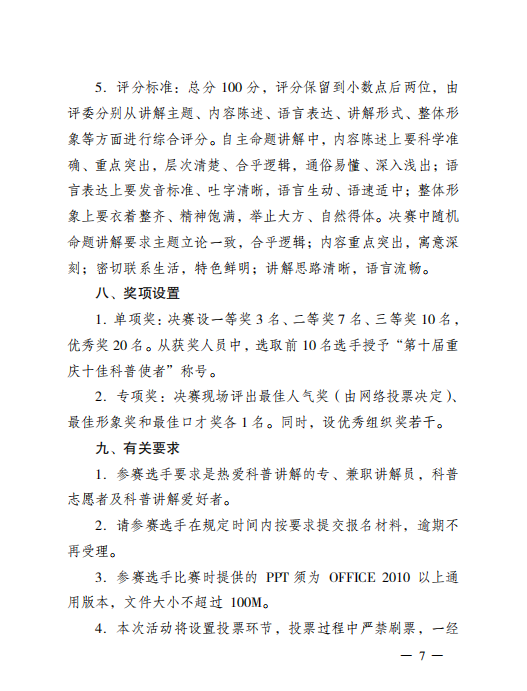 5．评分标准：总分 100 分，评分保留到小数点后两位，由
评委分别从讲解主题、内容陈述、语言表达、讲解形式、整体形
象等方面进行综合评分。自主命题讲解中，内容陈述上要科学准
确、重点突出，层次清楚、合乎逻辑，通俗易懂、深入浅出；语
言表达上要发音标准、吐字清晰，语言生动、语速适中；整体形
象上要衣着整齐、精神饱满，举止大方、自然得体。决赛中随机
命题讲解要求主题立论一致，合乎逻辑；内容重点突出，寓意深
刻；密切联系生活，特色鲜明；讲解思路清晰，语言流畅。
八、奖项设置
1．单项奖：决赛设一等奖 3 名、二等奖 7 名、三等奖 10 名，
优秀奖 20 名。从获奖人员中，选取前 10 名选手授予“第十届重
庆十佳科普使者”称号。
2．专项奖：决赛现场评出最佳人气奖（由网络投票决定）、
最佳形象奖和最佳口才奖各 1 名。同时，设优秀组织奖若干。
九、有关要求
1．参赛选手要求是热爱科普讲解的专、兼职讲解员，科普
志愿者及科普讲解爱好者。
2．请参赛选手在规定时间内按要求提交报名材料，逾期不
再受理。
3．参赛选手比赛时提供的 PPT 须为 OFFICE 2010 以上通
用版本，文件大小不超过 100M。
4．本次活动将设置投票环节，投票过程中严禁刷票，一经
— 7 —